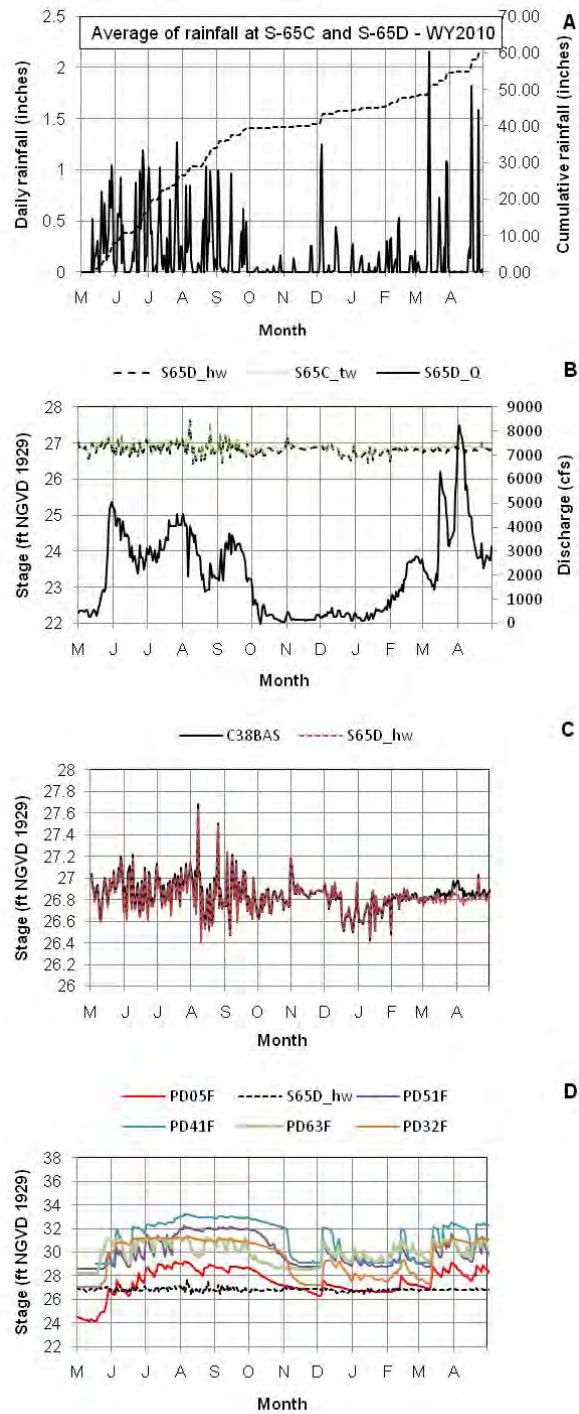 Average of rainfall at S-65C and S-65D - WY2010
A
Daily rainfall (inches)
2.5
2
1.5
1
0.5
0
Cumulative rainfall (inches)
70.00
60.00
50.00
40.00
30.00
20.00
10.00
0.00
M J J A S O N D J F M A
Month
S65D_hw S65C_tw S65D_Q
B
Stage (ft NGVD 1929)
28
27
26
25
24
23
22
Discharge (cfs)
9000
8000
7000
6000
5000
4000
3000
2000
1000
0
M J J A S O N D J F M A
Month
C38BAS S65D_hw
C
Stage (ft NGVD 1929)
28
27.8
27.6
27.4
27.2
27
26.8
26.6
26.4
26.2
26
M J J A S O N D J F M A
Month
PD05F S65D_hw PD51F
PD41F PD63F PD32F
D
Stage (ft NGVD 1929)
38
36
34
32
30
28
26
24
22
M J J A S O N D J F M A
Month